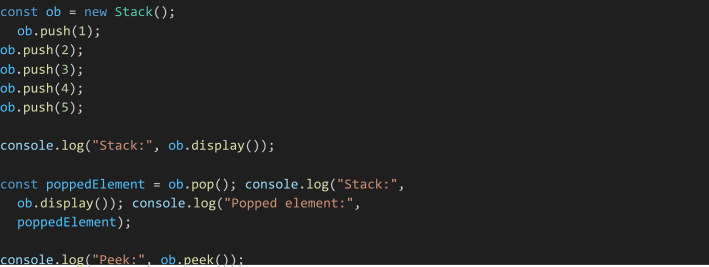 const ob = new Stack();
ob.push(1);
ob.push(2);
ob.push(3);
ob.push(4);
ob.push(5);
console.log("Stack:", ob.display());
const poppedElement = ob.pop(); console.log("Stack:",
ob.display()); console.log("Popped element:",
poppedElement);
console.log("Peek:", ob.peek());